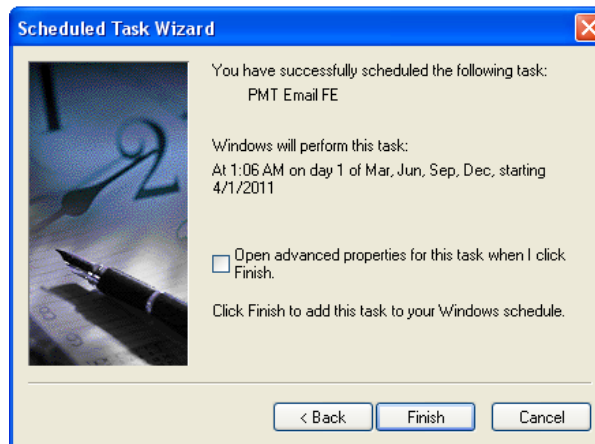 Scheduled Task Wizard
You have successfully scheduled the following task:
PMT Email FE
Windows will perform this task:
At 1:06 AM on day 1 of Mar, Jun, Sep, Dec, starting
4/1/2011
Open advanced properties for this task when I click
Finish.
Click Finish to add this task to your Windows schedule.
< Back
Finish
Cancel